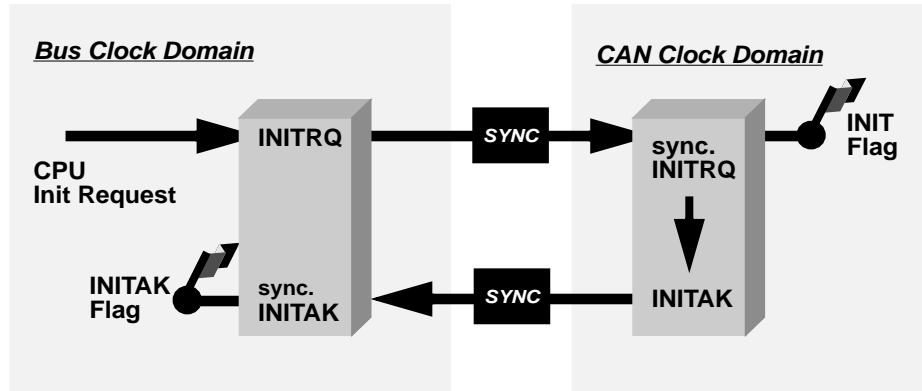 Bus Clock Domain
CAN Clock Domain
INITRQ
SYNC
sync.
INITRQ
INIT
Flag
CPU
Init Request
INITAK
Flag
sync.
INITAK
SYNC
INITAK